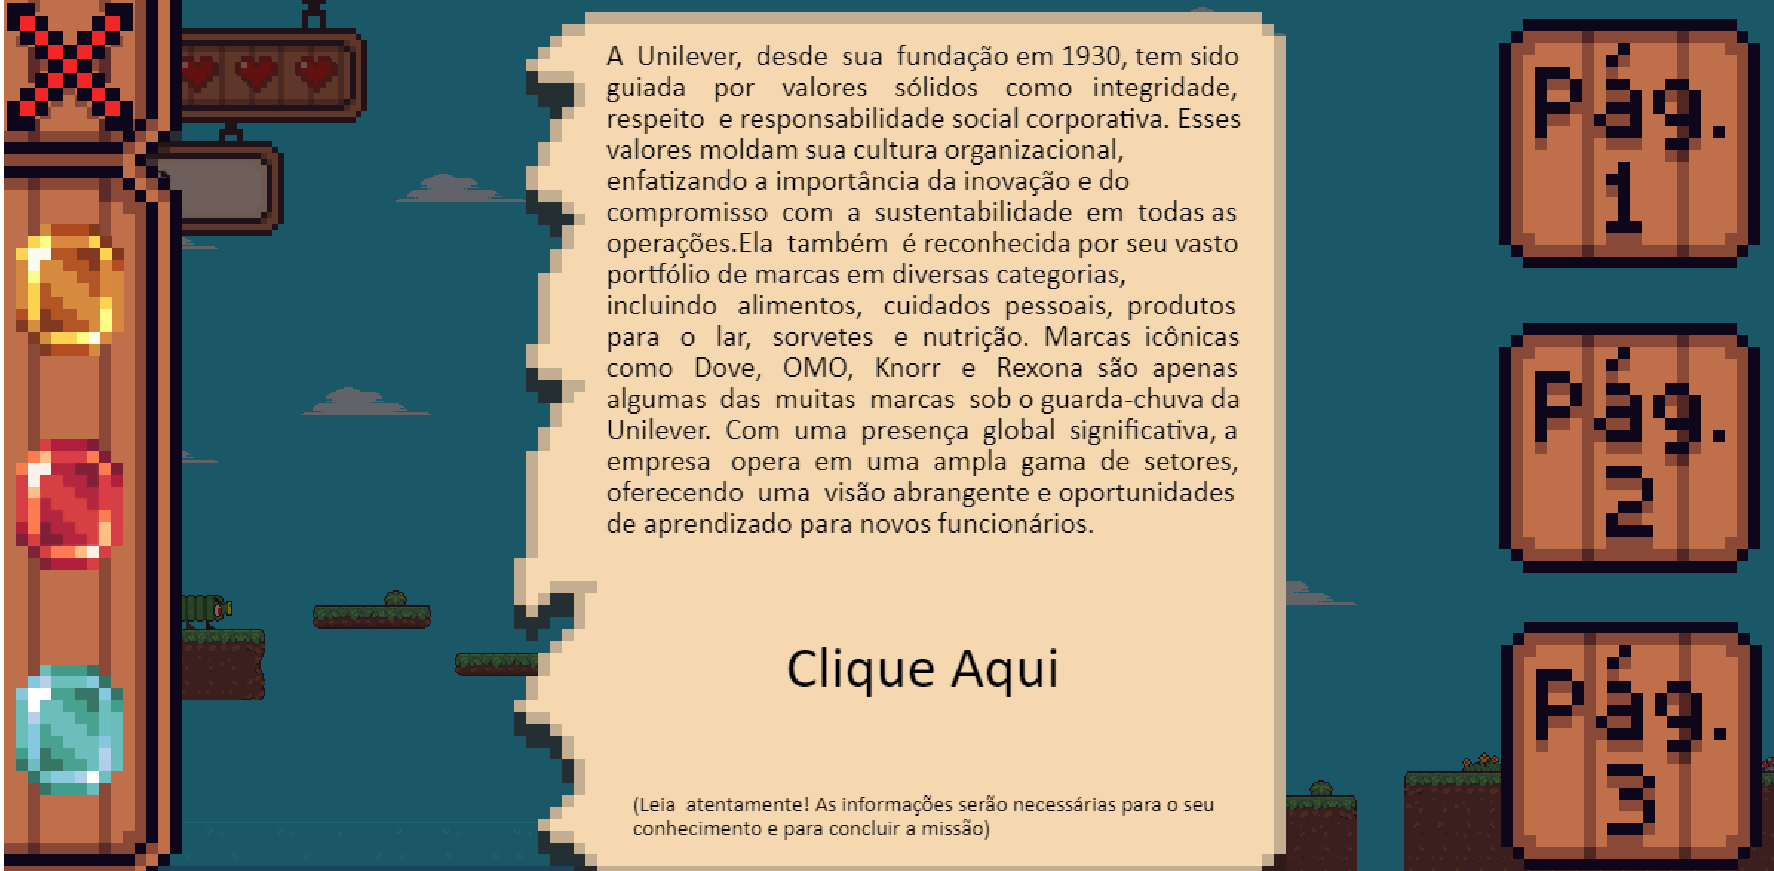 A Unilever, desde sua fundação em 1930, tem sido
guiada por valores sólidos como integridade,
respeito e responsabilidade social corporativa. Esses
valores moldam sua cultura organizacional,
enfatizando a importância da inovação e do
compromisso com a sustentabilidade em todas as
operações.Ela também é reconhecida por seu vasto
portfólio de marcas em diversas categorias,
incluindo alimentos, cuidados pessoais, produtos
para o lar, sorvetes e nutrição. Marcas icônicas
como Dove, OMO, Knorr e Rexona são apenas
algumas das muitas marcas sob o guarda-chuva da
Unilever. Com uma presença global significativa, a
empresa opera em uma ampla gama de setores,
oferecendo uma visão abrangente e oportunidades
de aprendizado para novos funcionários.
Clique Aqui
(Leia atentamente! As informações serão necessárias para o seu
conhecimento e para concluir a missão)
Pág.
1
Pág.
2
Pág.
3